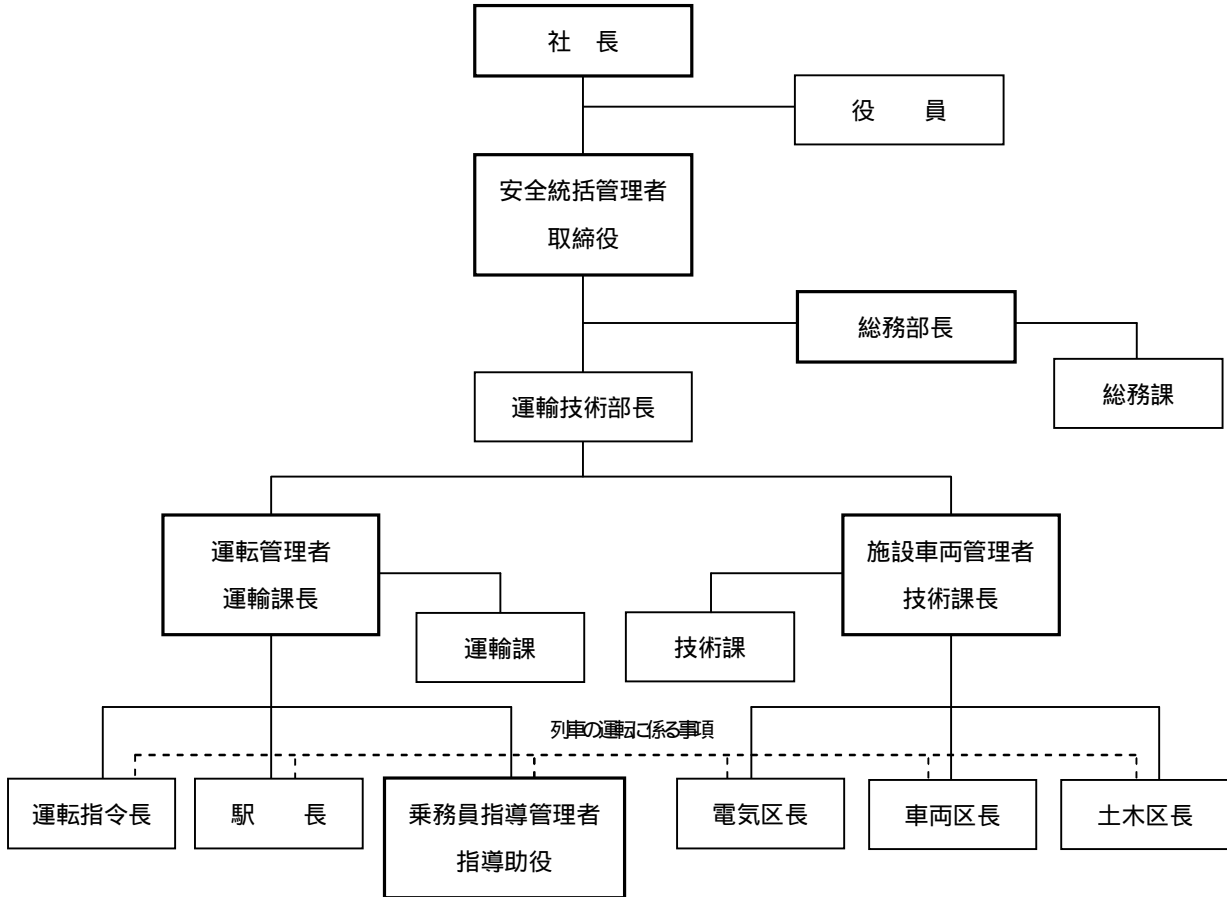 社　長
役　　員
安全統括管理者
取締役
総務部長
総務課
運輸技術部長
運転管理者
運輸課長
施設車両管理者
技術課長
運輸課
技術課
列車の運転に係る事項
運転指令長
駅　　長
乗務員指導管理者
指導助役
電気区長
車両区長
土木区長